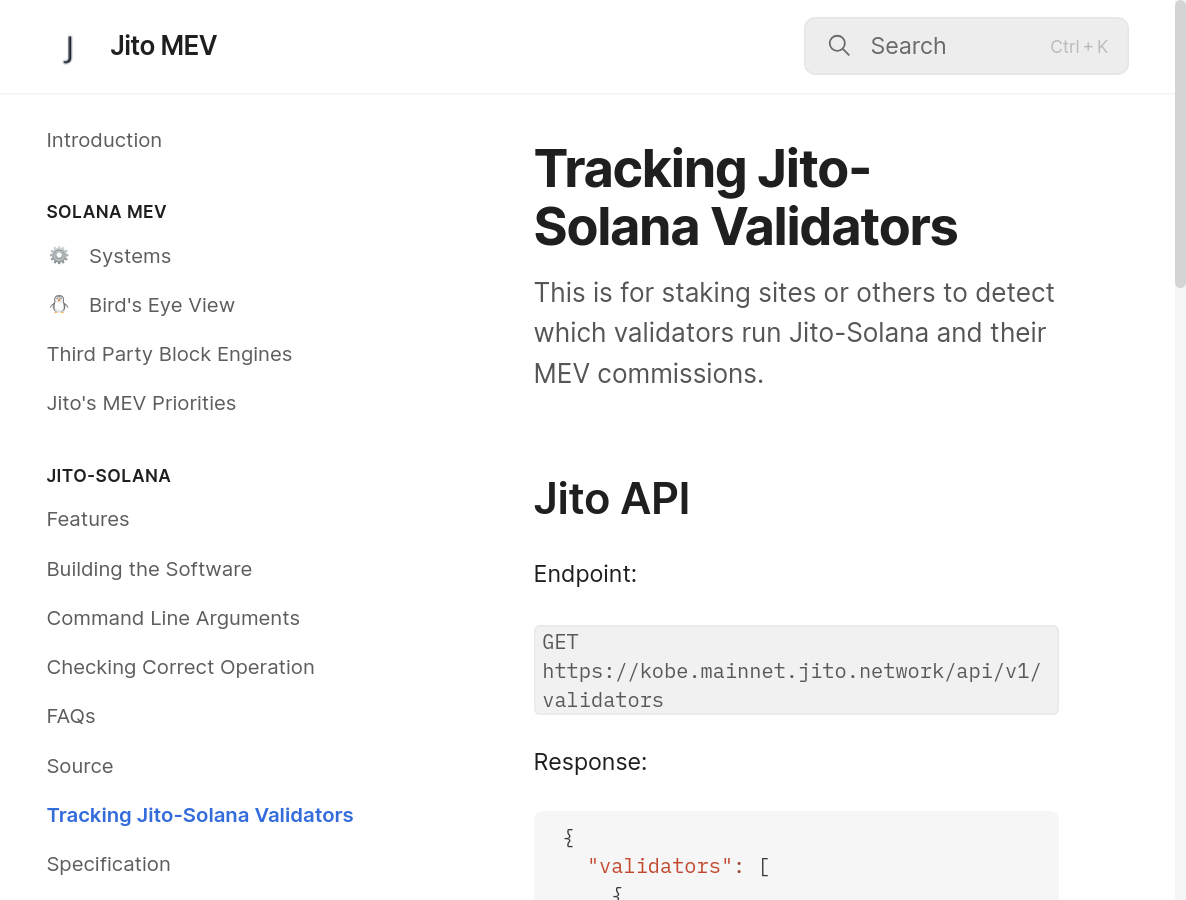 Jito MEV
Search
Ctrl + K
Introduction
SOLANA MEV
Systems
Bird's Eye View
Third Party Block Engines
Jito's MEV Priorities
JITO-SOLANA
Features
Building the Software
Command Line Arguments
Checking Correct Operation
FAQs
Source
Tracking Jito-Solana Validators
Specification
Tracking Jito-
Solana Validators
This is for staking sites or others to detect
which validators run Jito-Solana and their
MEV commissions.
Jito API
Endpoint:
GET
https://kobe.mainnet.jito.network/api/v1/
validators
Response:
{
"validators": [
{